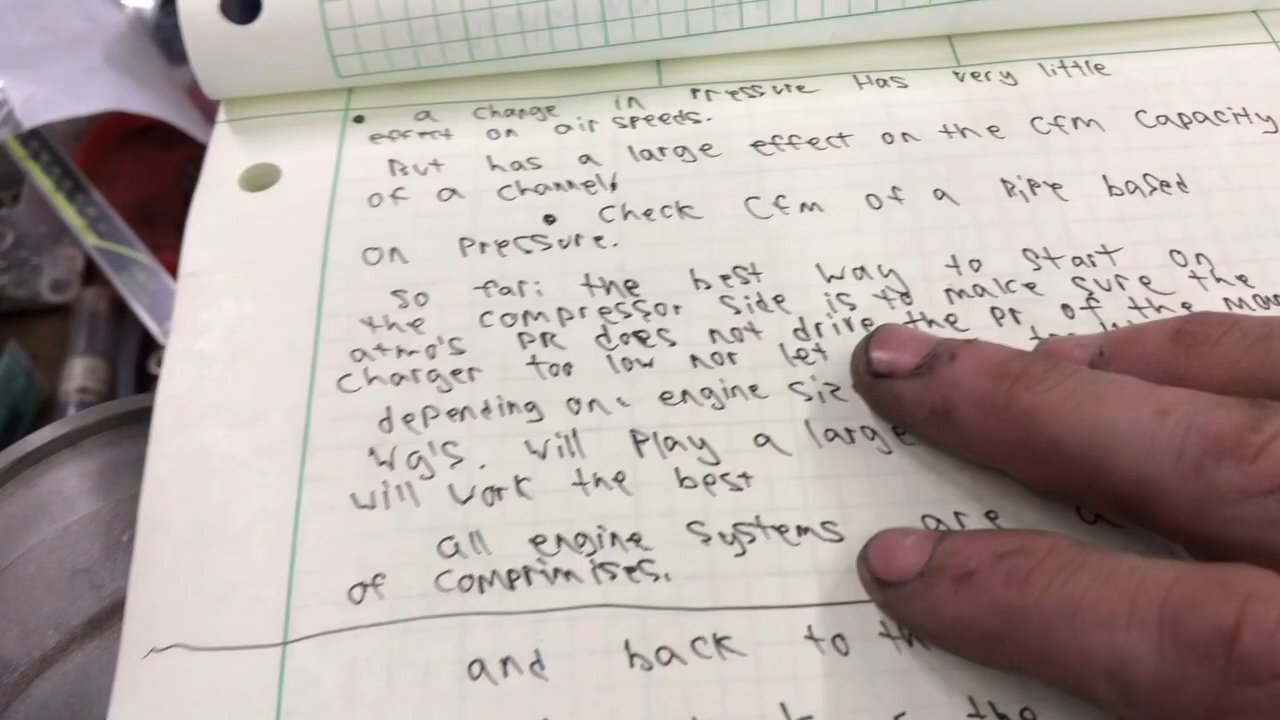 • a change in Pressure Has very little
effect on air speeds.
But has a large effect on the Cfm Capacity
of a channel
• Check Cfm of a Pipe based
on Pressure.
so far: the best way to start on
the compressor side is to make sure the
atmo's PR does not drive the pr of the
charger too low nor let
depending on: engine
Wg's. will Play a large
will work the best
all engine systems are a
of comprimises.
and back to
the